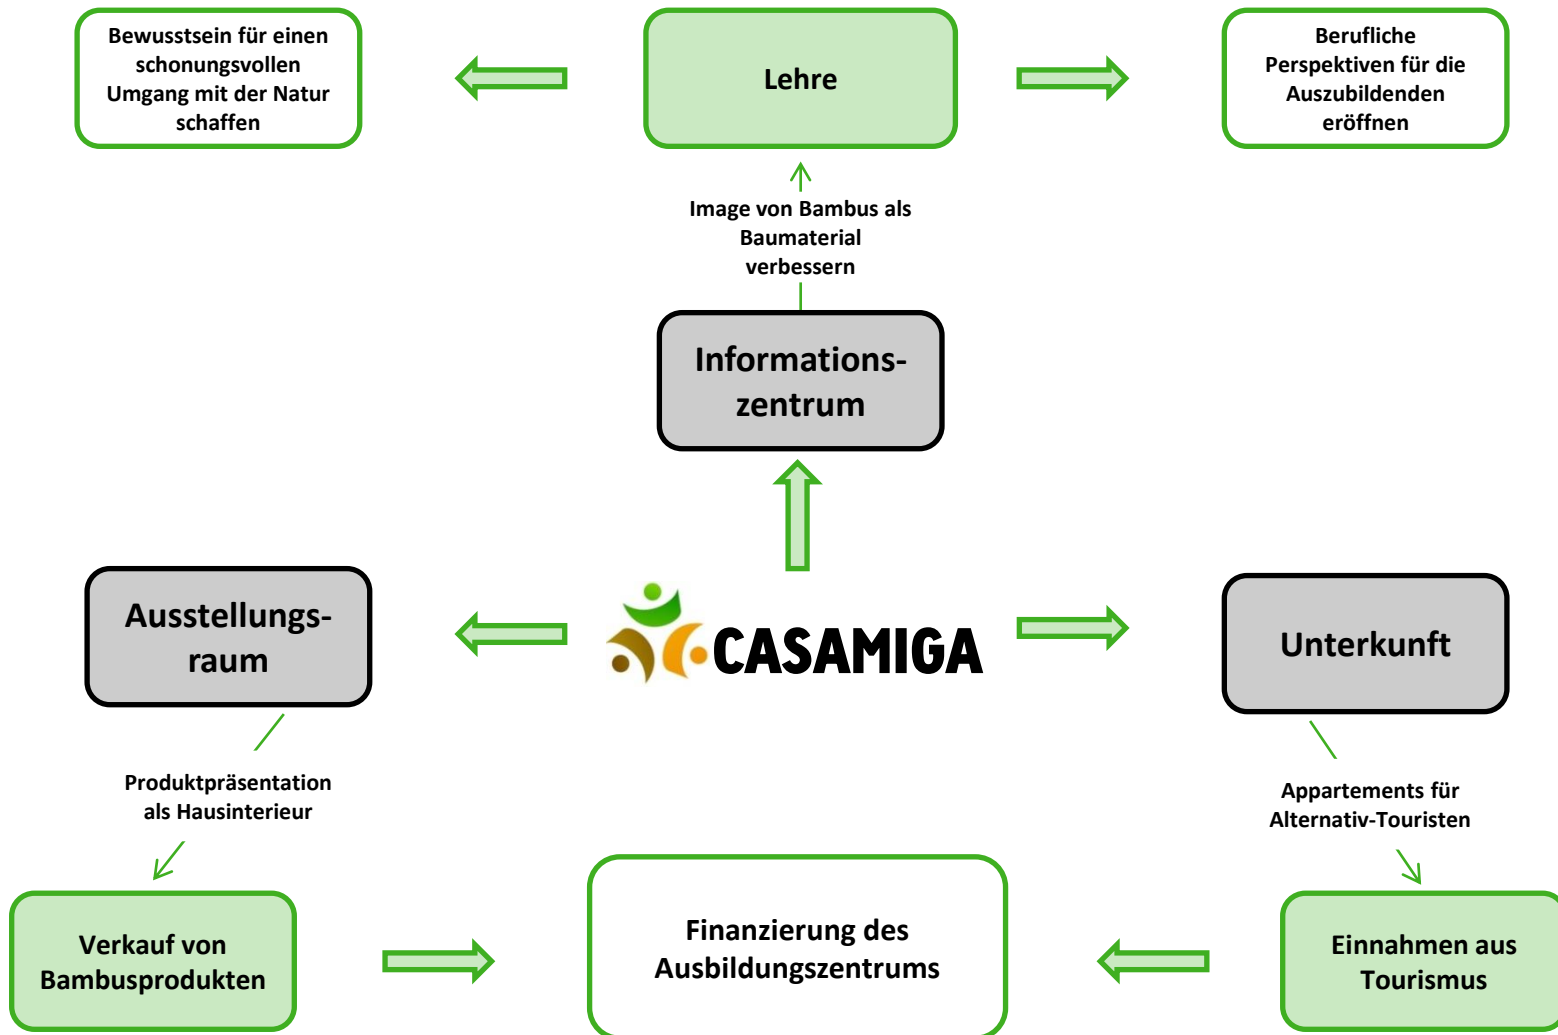 Bewusstsein für einen
schonungsvollen
Umgang mit der Natur
schaffen
Lehre
Berufliche
Perspektiven für die
Auszubildenden
eröffnen
Image von Bambus als
Baumaterial
verbessern
Informations-
zentrum
Ausstellungs-
raum
CASAMIGA
Unterkunft
Produktpräsentation
als Hausinterieur
Appartements für
Alternativ-Touristen
Verkauf von
Bambusprodukten
Finanzierung des
Ausbildungszentrums
Einnahmen aus
Tourismus